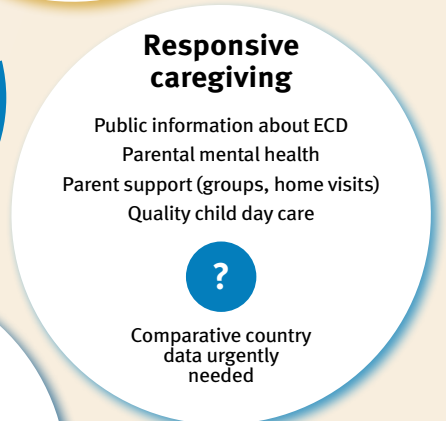 Responsive
caregiving
Public information about ECD
Parental mental health
Parent support (groups, home visits)
Quality child day care
?
Comparative country
data urgently
needed